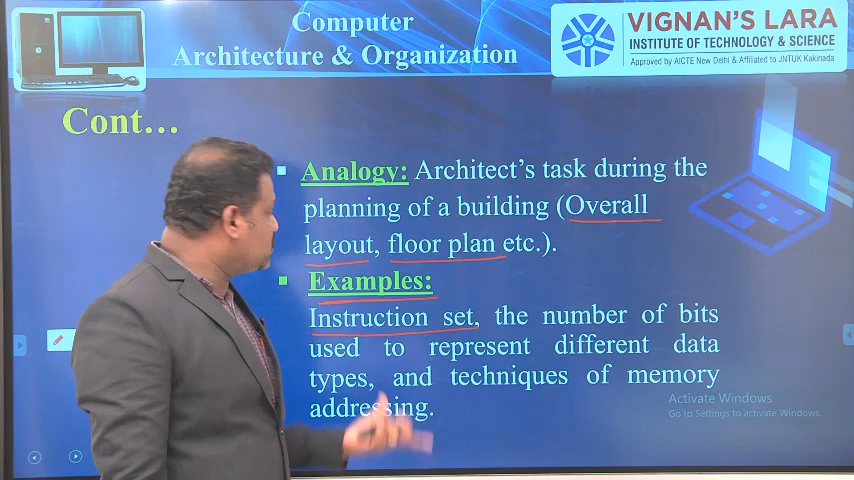 Computer
Architecture & Organization
VIGNAN'S LARA
INSTITUTE OF TECHNOLOGY & SCIENCE
Approved by AICTE New Delhi & Affiliated to JNTUK Kakinada
Cont...
Analogy: Architect's task during the
planning of a building (Overall
layout, floor plan etc.).
Examples:
Instruction set, the number of bits
used to represent different data
types, and techniques of memory
addressing.
Activate Windows
Go to Settings to activate Windows.